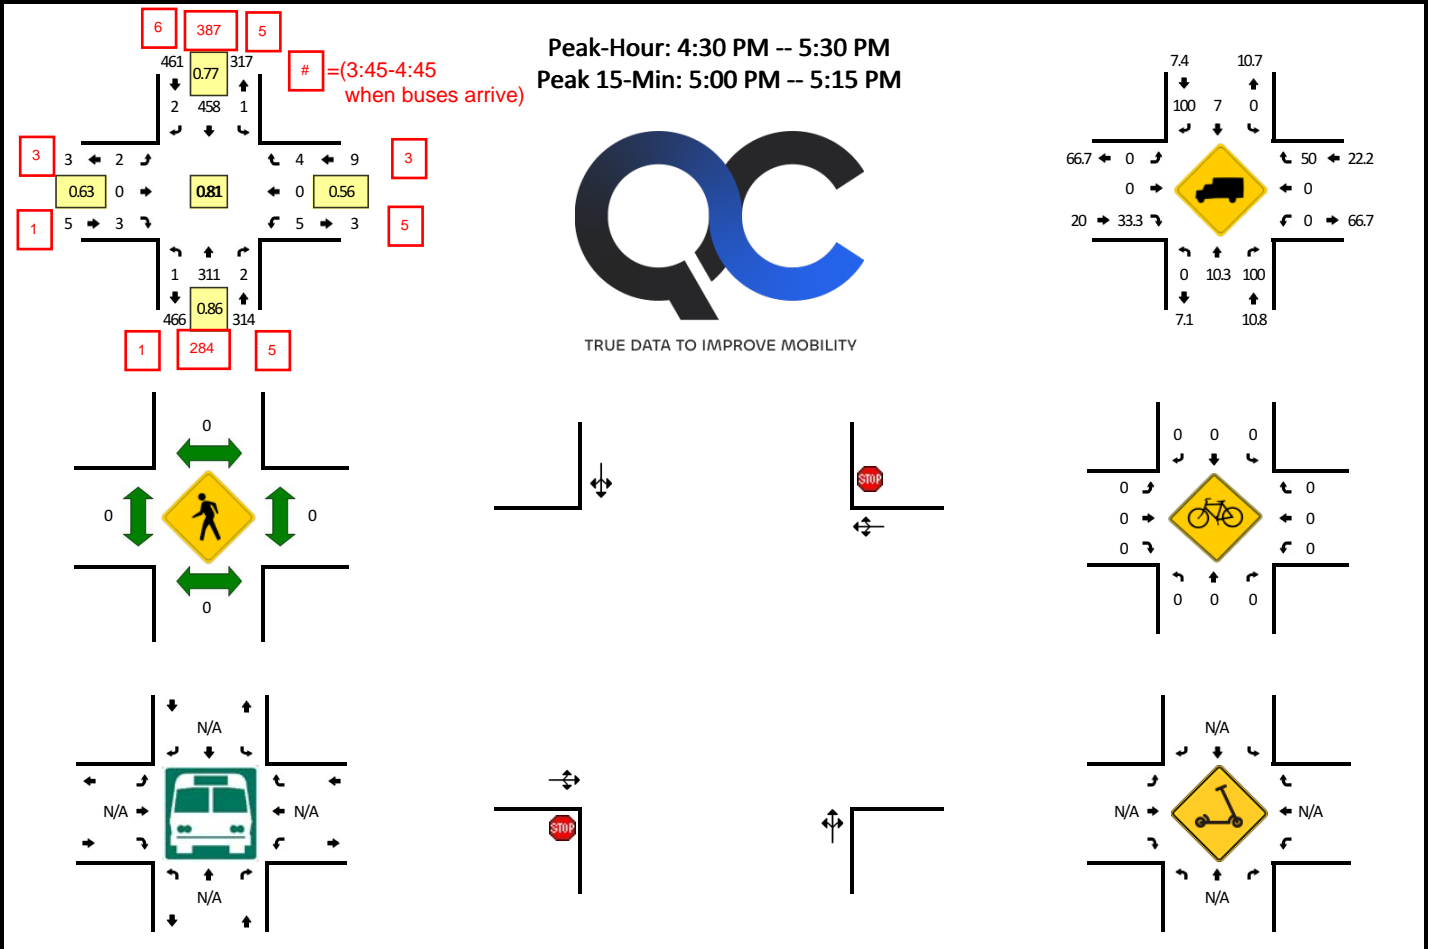 6 387 5
461 0.77 317
# =(3:45-4:45
when buses arrive)
2 458 1
3 3 2 4 9 3
0.63 0 0.81 0 0.56
1 5 3 5 3 5
1 311 2
466 0.86 314
1 284 5
Peak-Hour: 4:30 PM -- 5:30 PM
Peak 15-Min: 5:00 PM -- 5:15 PM
QC
TRUE DATA TO IMPROVE MOBILITY
7.4 10.7
100 7 0
66.7 0 50 22.2
0 0
20 33.3 0 66.7
0 10.3 100
7.1 10.8
0
0 0
0
STOP
STOP
0 0 0
0 0
0 0
0 0
0 0 0
N/A
N/A N/A
N/A
N/A
N/A N/A
N/A